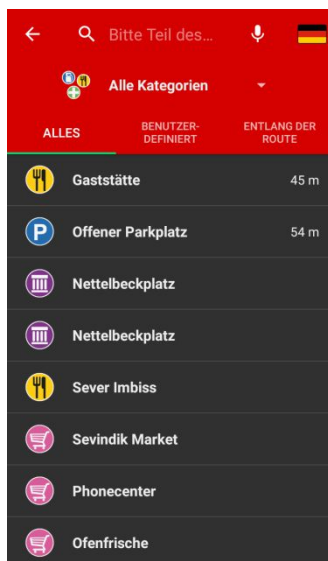 Bitte Teil des...
Alle Kategorien
ALLES
BENUTZER-
DEFINIERT
ENTLANG DER
ROUTE
Gaststätte 45 m
P Offener Parkplatz 54 m
Nettelbeckplatz
Nettelbeckplatz
Sever Imbiss
Sevindik Market
Phonecenter
Ofenfrische